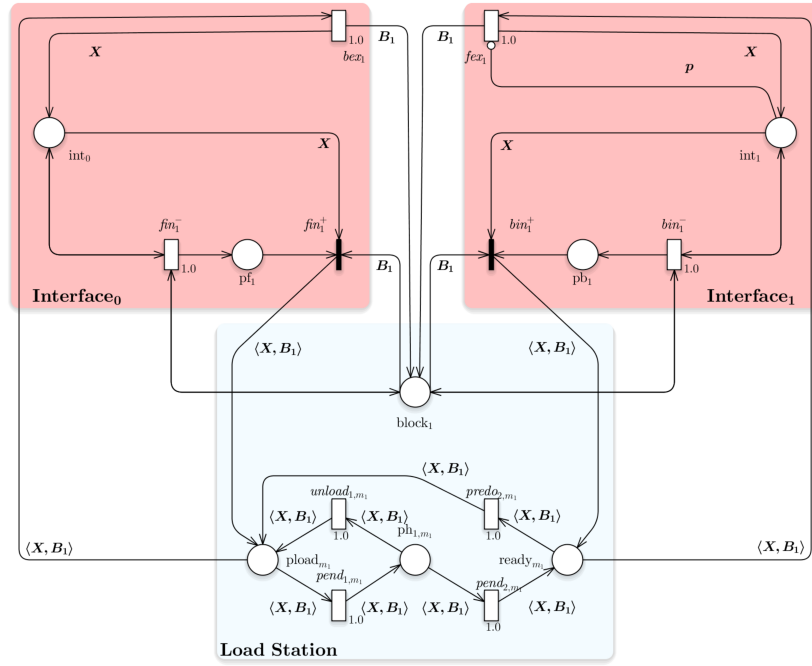 1.0
bex₁
B₁
B₁
1.0
fex₁
X
X
p
int₀
X
X
int₁
fin₁⁻
fin₁⁺
bin₁⁺
bin₁⁻
1.0
pf₁
B₁
B₁
pb₁
1.0
Interface₀
Interface₁
⟨X, B₁⟩
⟨X, B₁⟩
block₁
⟨X, B₁⟩
unload₁,ₘ₁
predo₂,ₘ₁
⟨X, B₁⟩
⟨X, B₁⟩
⟨X, B₁⟩
1.0
ph₁,ₘ₁
1.0
⟨X, B₁⟩
ploadₘ₁
readyₘ₁
⟨X, B₁⟩
pend₁,ₘ₁
pend₂,ₘ₁
⟨X, B₁⟩
⟨X, B₁⟩
⟨X, B₁⟩
⟨X, B₁⟩
1.0
1.0
Load Station